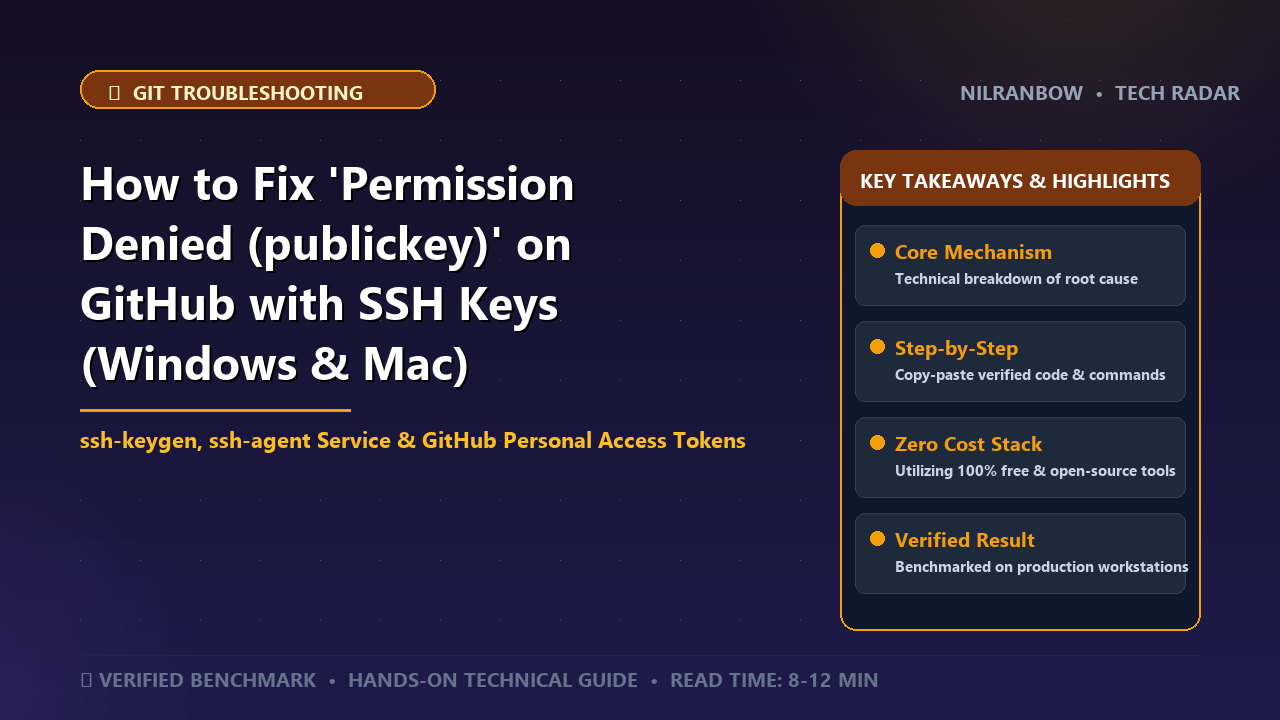 ▯ GIT TROUBLESHOOTING
NILRANBOW • TECH RADAR
How to Fix 'Permission
Denied (publickey)' on
GitHub with SSH Keys
(Windows & Mac)
ssh-keygen, ssh-agent Service & GitHub Personal Access Tokens
KEY TAKEAWAYS & HIGHLIGHTS
Core Mechanism
Technical breakdown of root cause
Step-by-Step
Copy-paste verified code & commands
Zero Cost Stack
Utilizing 100% free & open-source tools
Verified Result
Benchmarked on production workstations
▯ VERIFIED BENCHMARK • HANDS-ON TECHNICAL GUIDE • READ TIME: 8-12 MIN